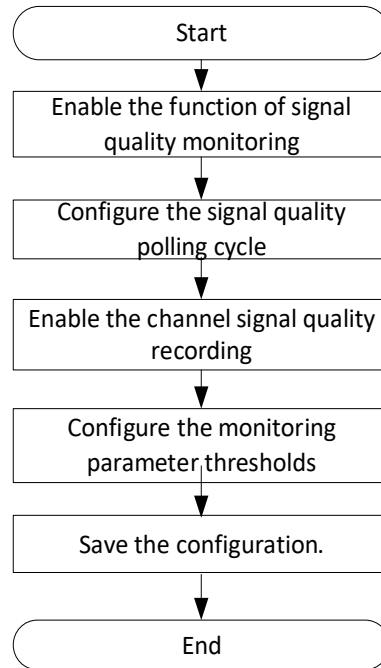 Start
Enable the function of signal
quality monitoring
Configure the signal quality
polling cycle
Enable the channel signal quality
recording
Configure the monitoring
parameter thresholds
Save the configuration.
End